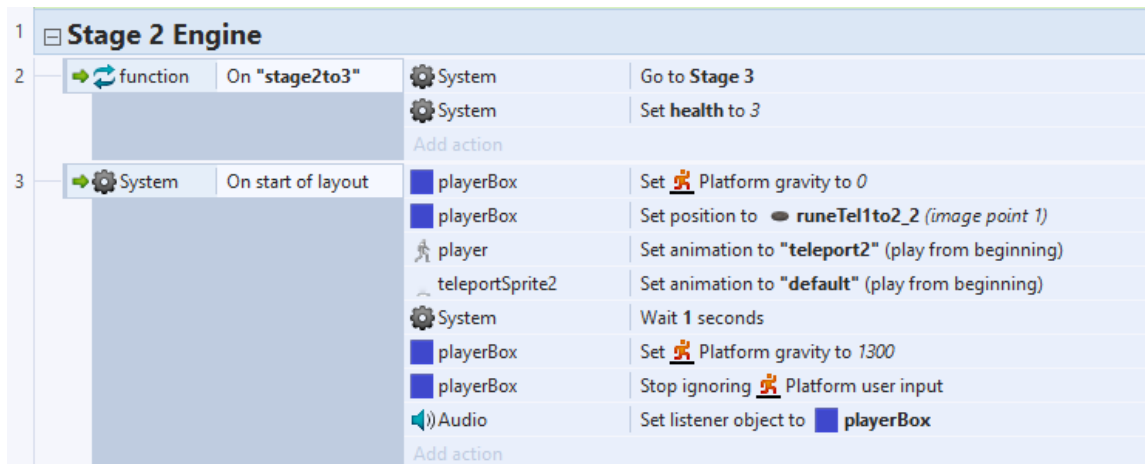 1 Stage 2 Engine
2 function On "stage2to3" System Go to Stage 3
System Set health to 3
Add action
3 System On start of layout playerBox Set Platform gravity to 0
playerBox Set position to runeTel1to2_2 (image point 1)
player Set animation to "teleport2" (play from beginning)
teleportSprite2 Set animation to "default" (play from beginning)
System Wait 1 seconds
playerBox Set Platform gravity to 1300
playerBox Stop ignoring Platform user input
Audio Set listener object to playerBox
Add action